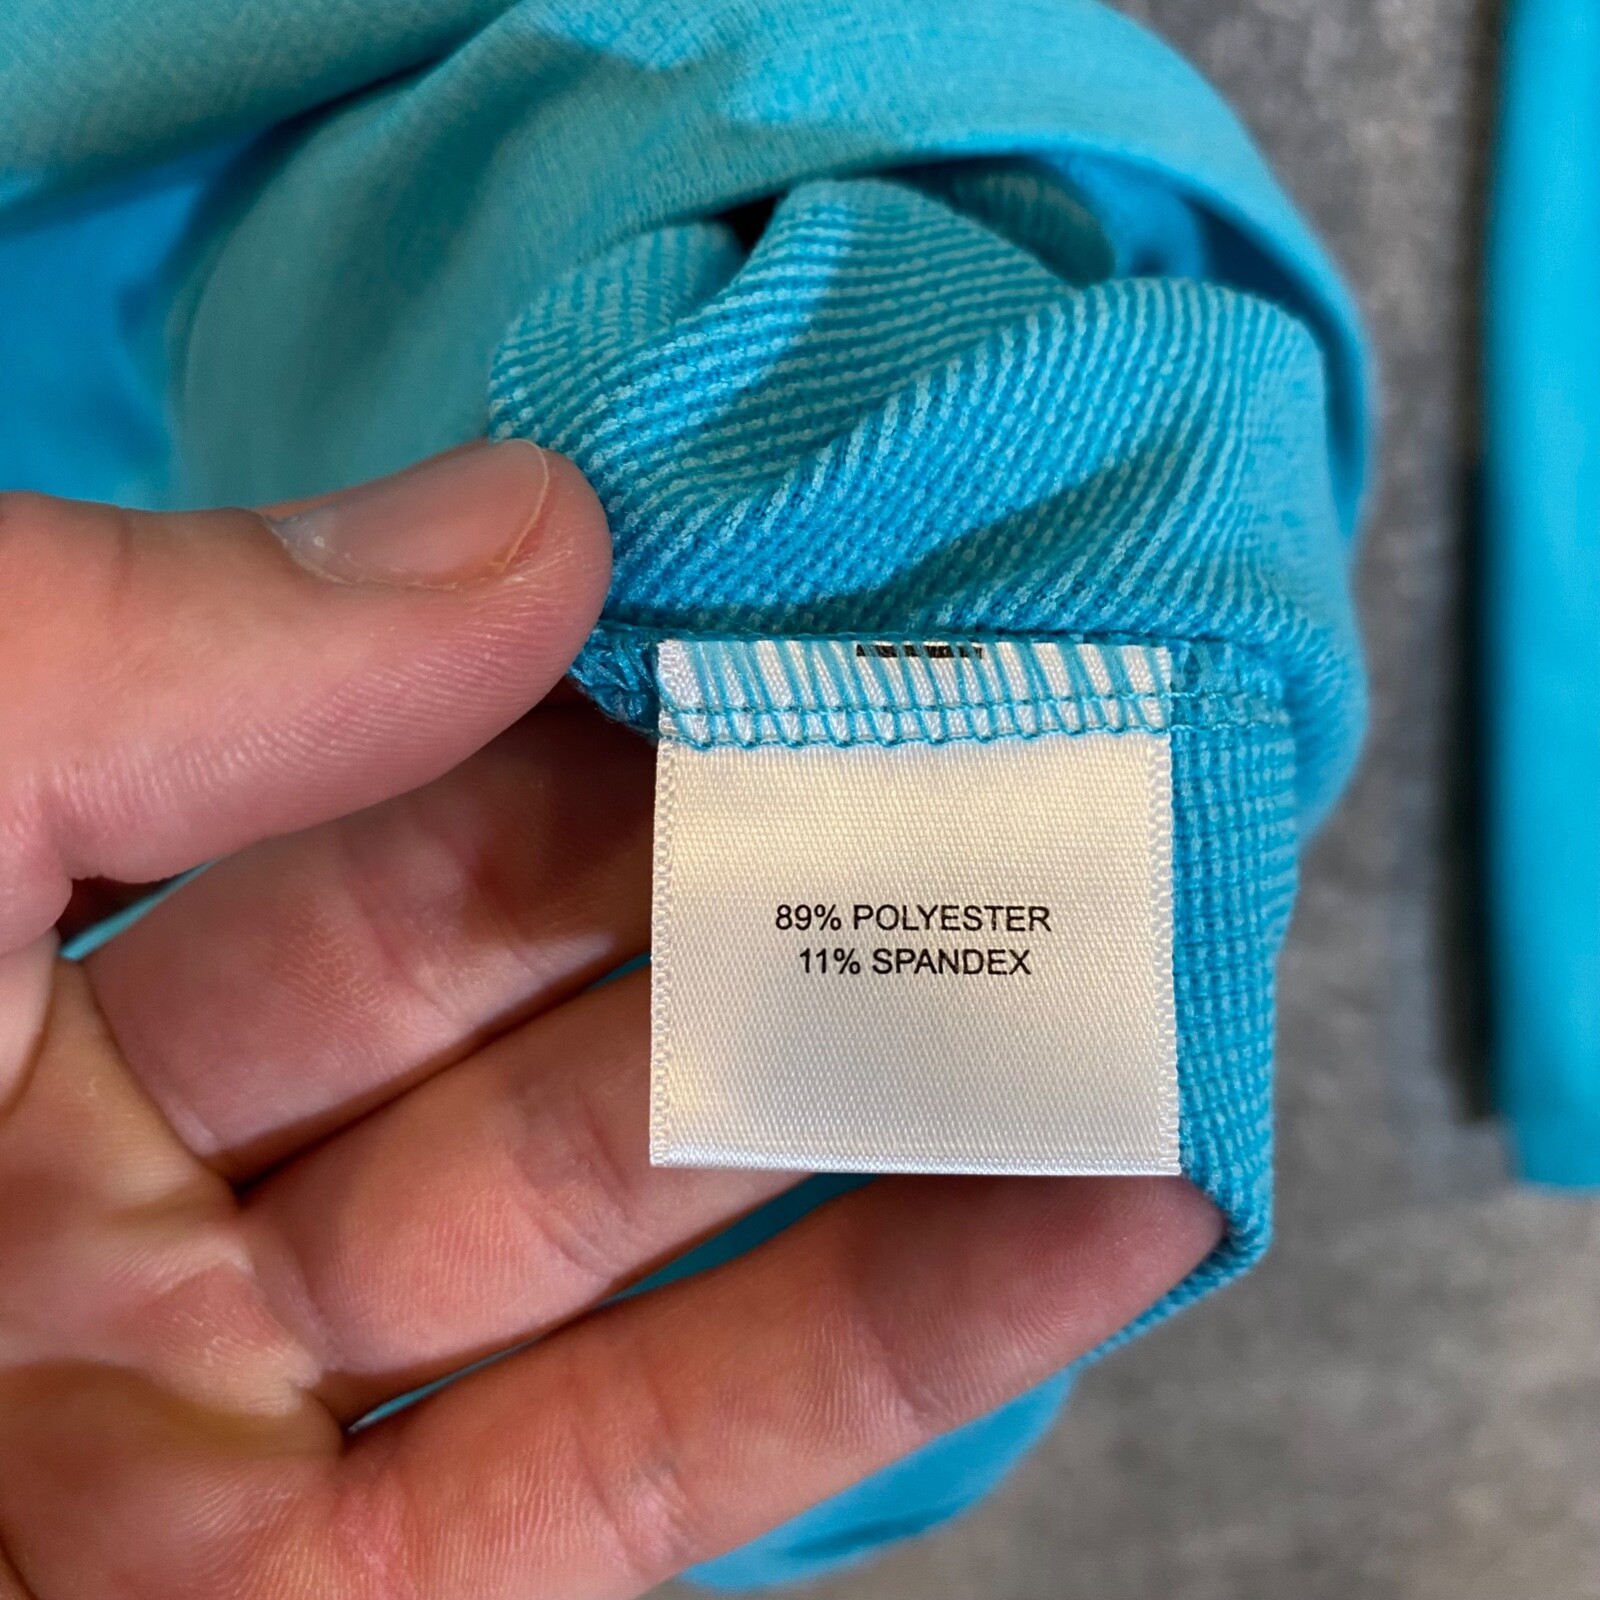 89% POLYESTER
11% SPANDEX